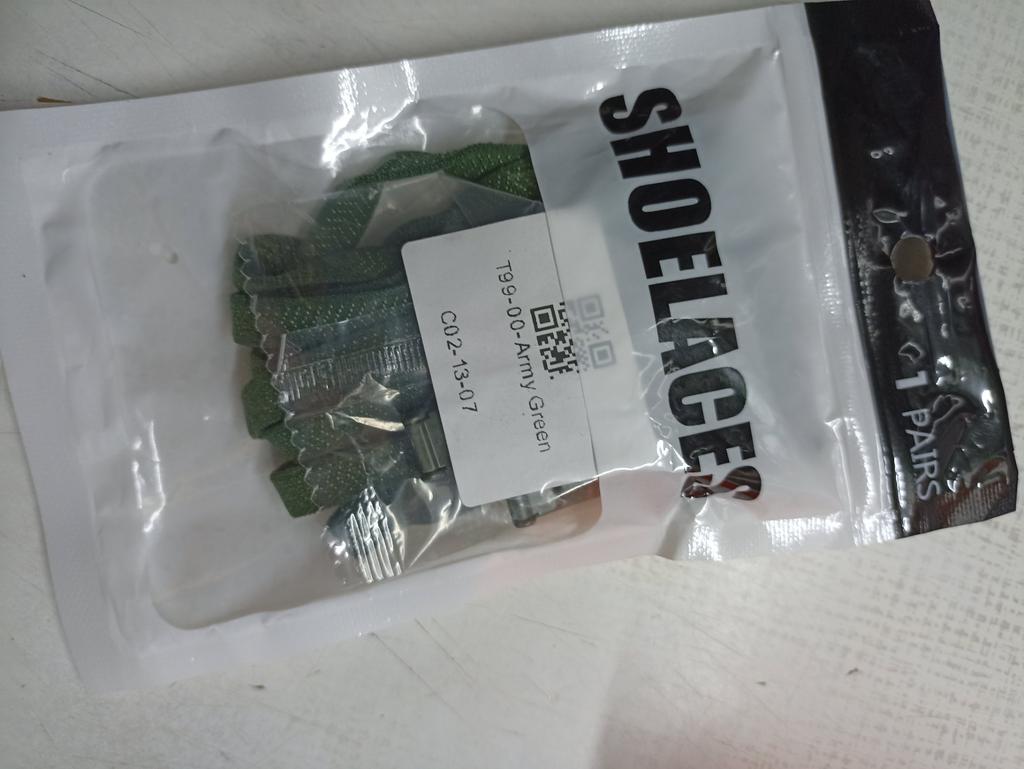 1 PAIRS
SHOELACES
T99-00-Army Green
C02-13-07